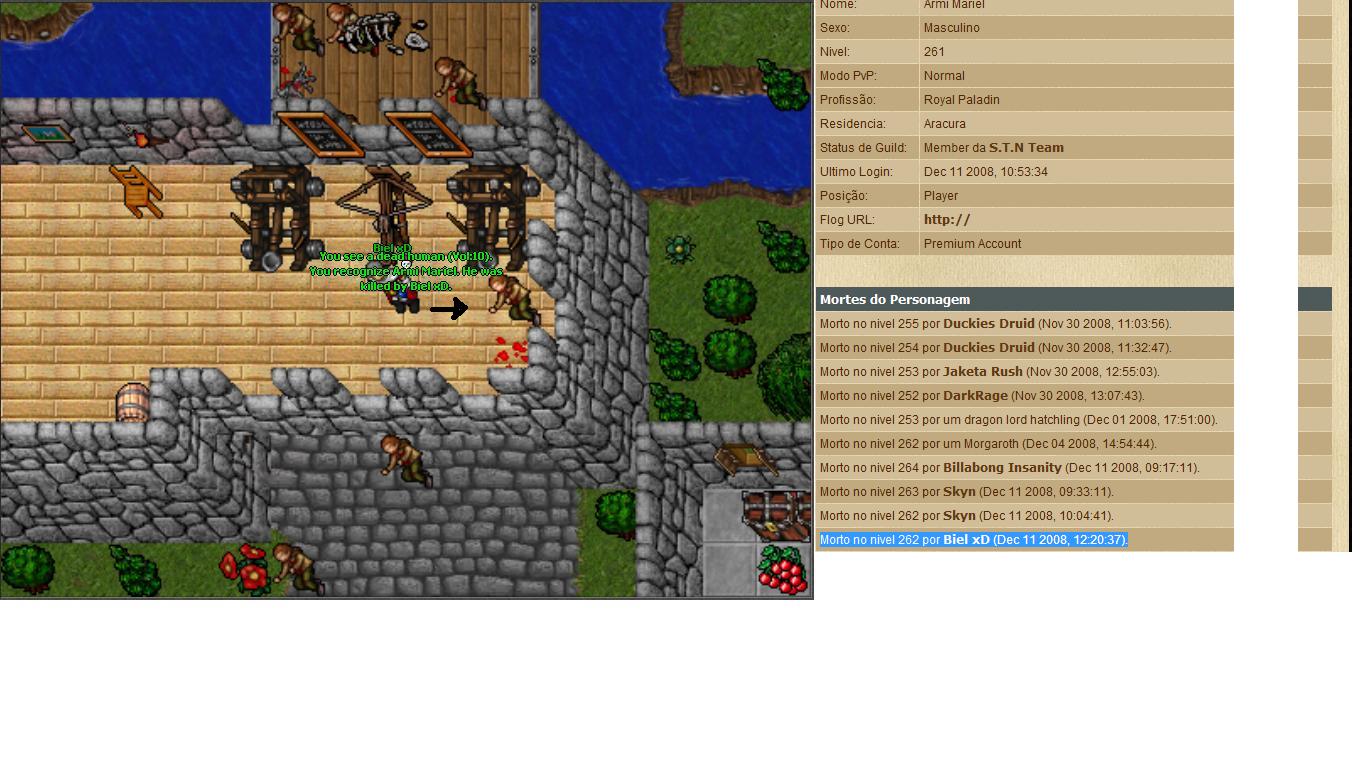 Biel xD
You see a dead human (Vol:10).
You recognize Armi Mariel. He was
killed by Biel xD.
Nome: Armi Mariel
Sexo: Masculino
Nivel: 261
Modo PvP: Normal
Profissão: Royal Paladin
Residencia: Aracura
Status de Guild: Member da S.T.N Team
Ultimo Login: Dec 11 2008, 10:53:34
Posição: Player
Flog URL: http://
Tipo de Conta: Premium Account
Mortes do Personagem
Morto no nivel 255 por Duckies Druid (Nov 30 2008, 11:03:56).
Morto no nivel 254 por Duckies Druid (Nov 30 2008, 11:32:47).
Morto no nivel 253 por Jaketa Rush (Nov 30 2008, 12:55:03).
Morto no nivel 252 por DarkRage (Nov 30 2008, 13:07:43).
Morto no nivel 253 por um dragon lord hatchling (Dec 01 2008, 17:51:00).
Morto no nivel 262 por um Morgaroth (Dec 04 2008, 14:54:44).
Morto no nivel 264 por Billabong Insanity (Dec 11 2008, 09:17:11).
Morto no nivel 263 por Skyn (Dec 11 2008, 09:33:11).
Morto no nivel 262 por Skyn (Dec 11 2008, 10:04:41).
Morto no nivel 262 por Biel xD (Dec 11 2008, 12:20:37).